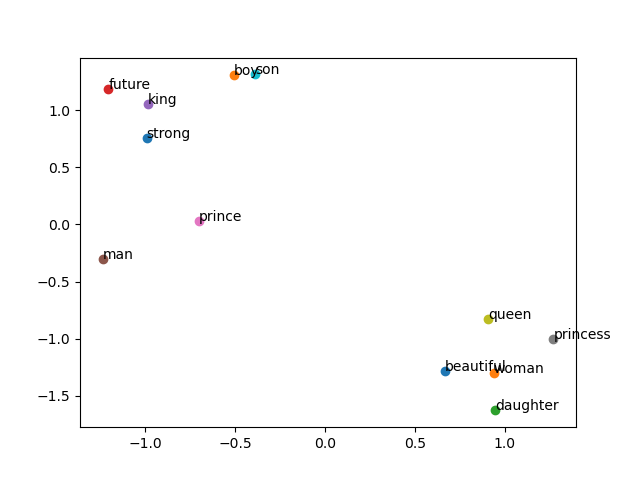 future
boy
son
king
strong
prince
man
queen
princess
beautiful
woman
daughter
1.0
0.5
0.0
−0.5
−1.0
−1.5
−1.0 −0.5 0.0 0.5 1.0